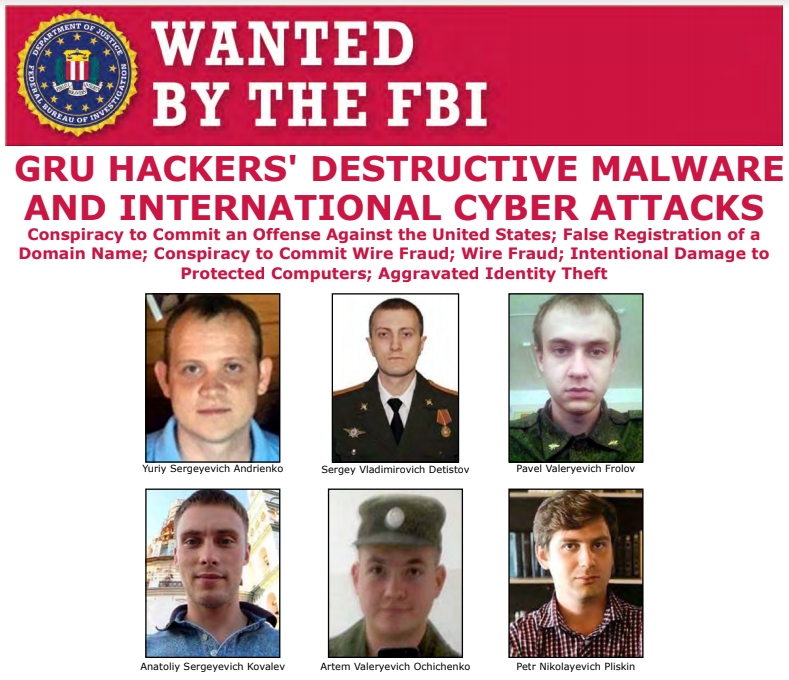 DEPARTMENT OF JUSTICE
FEDERAL BUREAU OF INVESTIGATION
WANTED
BY THE FBI
GRU HACKERS' DESTRUCTIVE MALWARE
AND INTERNATIONAL CYBER ATTACKS
Conspiracy to Commit an Offense Against the United States; False Registration of a
Domain Name; Conspiracy to Commit Wire Fraud; Wire Fraud; Intentional Damage to
Protected Computers; Aggravated Identity Theft
Yuriy Sergeyevich Andrienko
Sergey Vladimirovich Detistov
Pavel Valeryevich Frolov
Anatoliy Sergeyevich Kovalev
Artem Valeryevich Ochichenko
Petr Nikolayevich Pliskin